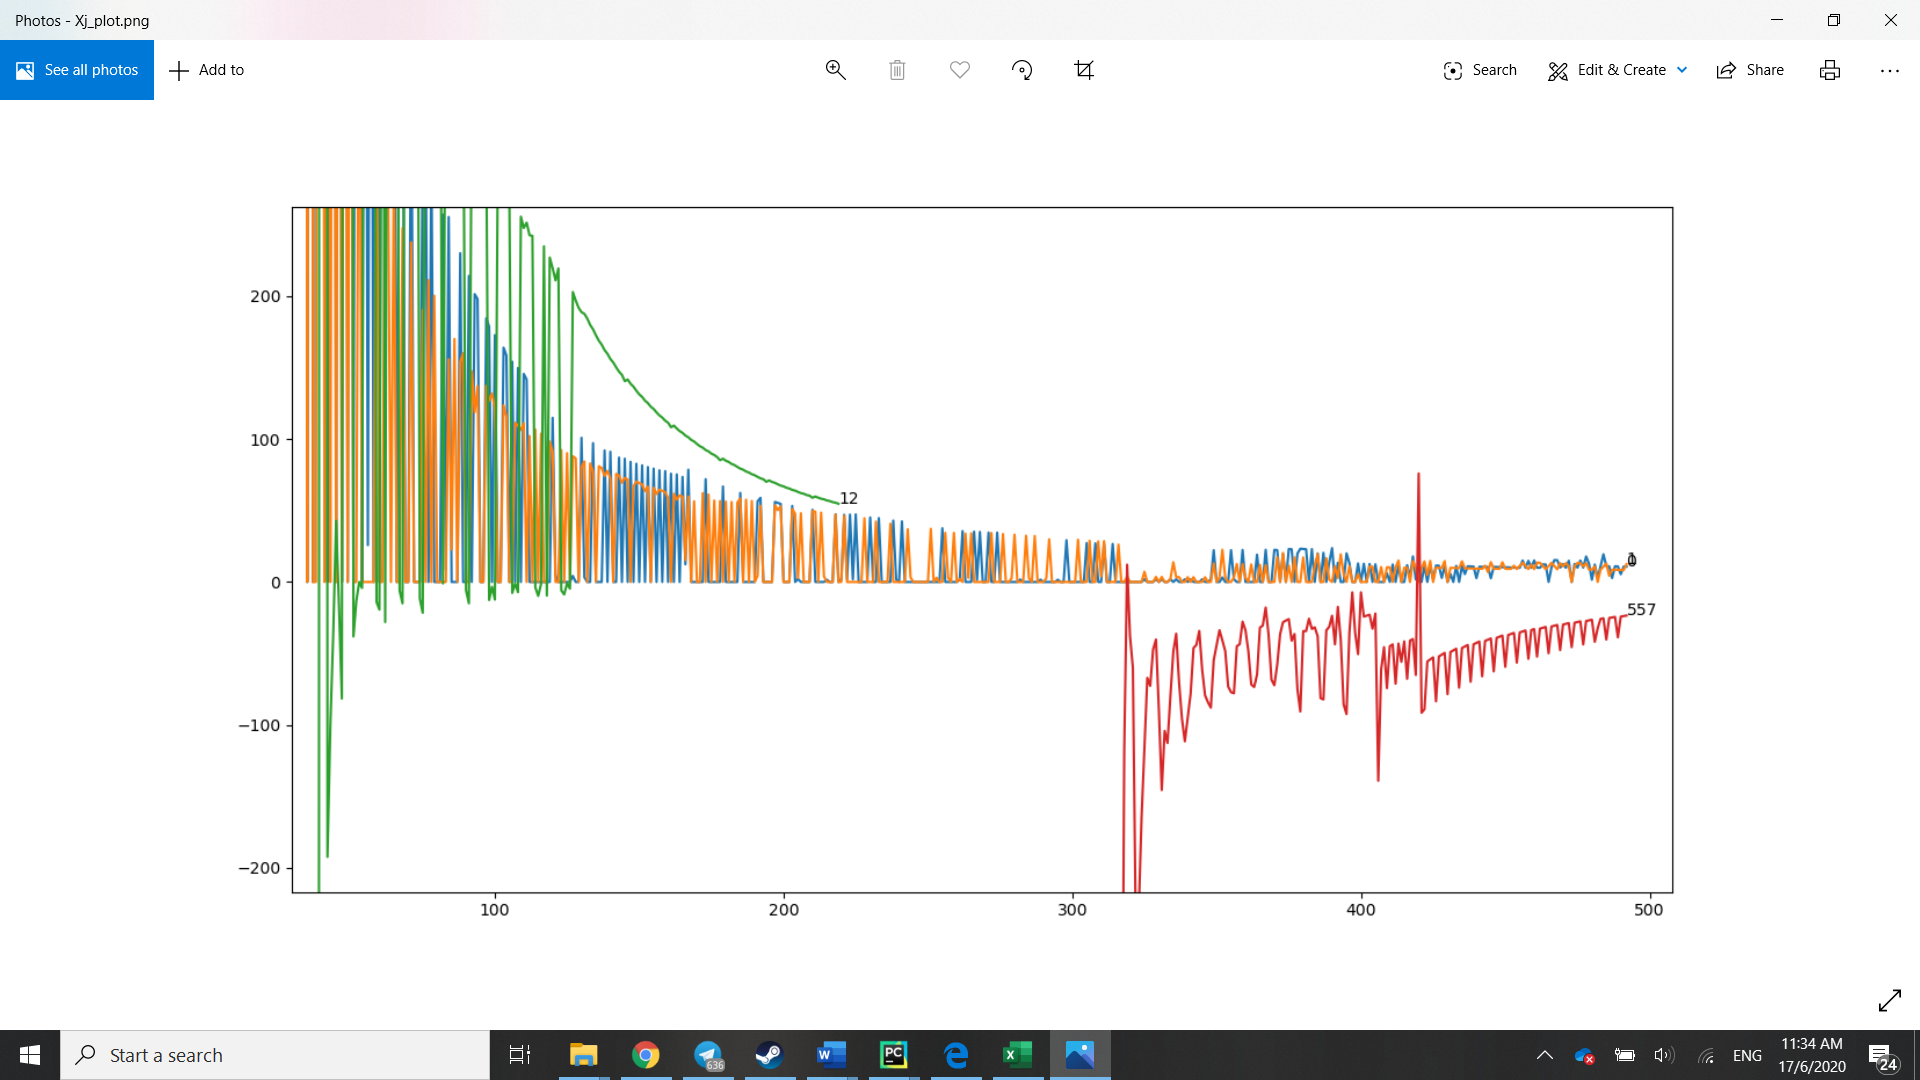 Photos - Xj_plot.png
See all photos
Add to
Search
Edit & Create
Share
200
100
0
−100
−200
12
557
100
200
300
400
500
Start a search
636
ENG
11:34 AM
17/6/2020
24